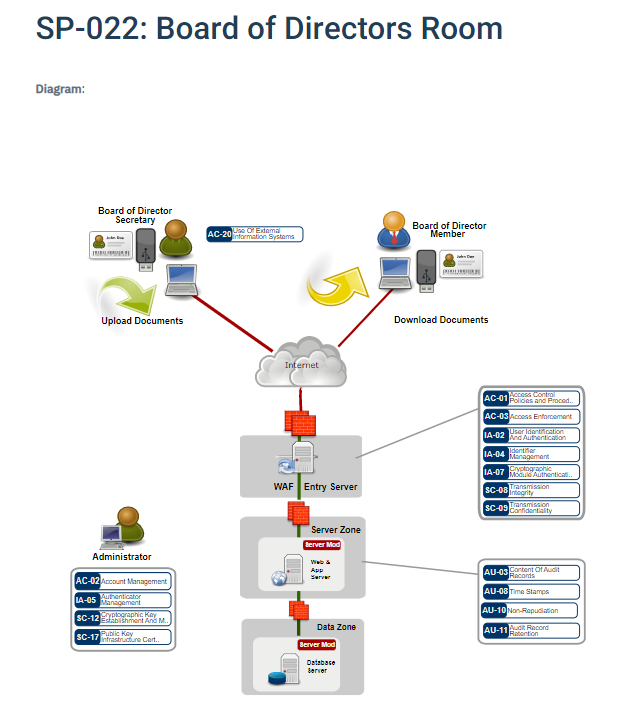 SP-022: Board of Directors Room
Diagram:
Board of Director
Secretary
John Doe
AC-20
Use Of External
Information Systems
Board of Director
Member
John Doe
Upload Documents
Download Documents
Internet
AC-01
Access Control
Policies and Proced..
AC-03
Access Enforcement
IA-02
User Identification
And Authentication
IA-04
Identifier
Management
IA-07
Cryptographic
Module Authenticati..
SC-08
Transmission
Integrity
SC-09
Transmission
Confidentiality
WAF
Entry Server
Administrator
AC-02
Account Management
IA-05
Authenticator
Management
SC-12
Cryptographic Key
Establishment And M..
SC-17
Public Key
Infrastructure Cert..
Server Zone
Server Mod
Web &
App
Server
AU-03
Content Of Audit
Records
AU-08
Time Stamps
AU-10
Non-Repudiation
AU-11
Audit Record
Retention
Data Zone
Server Mod
Database
Server